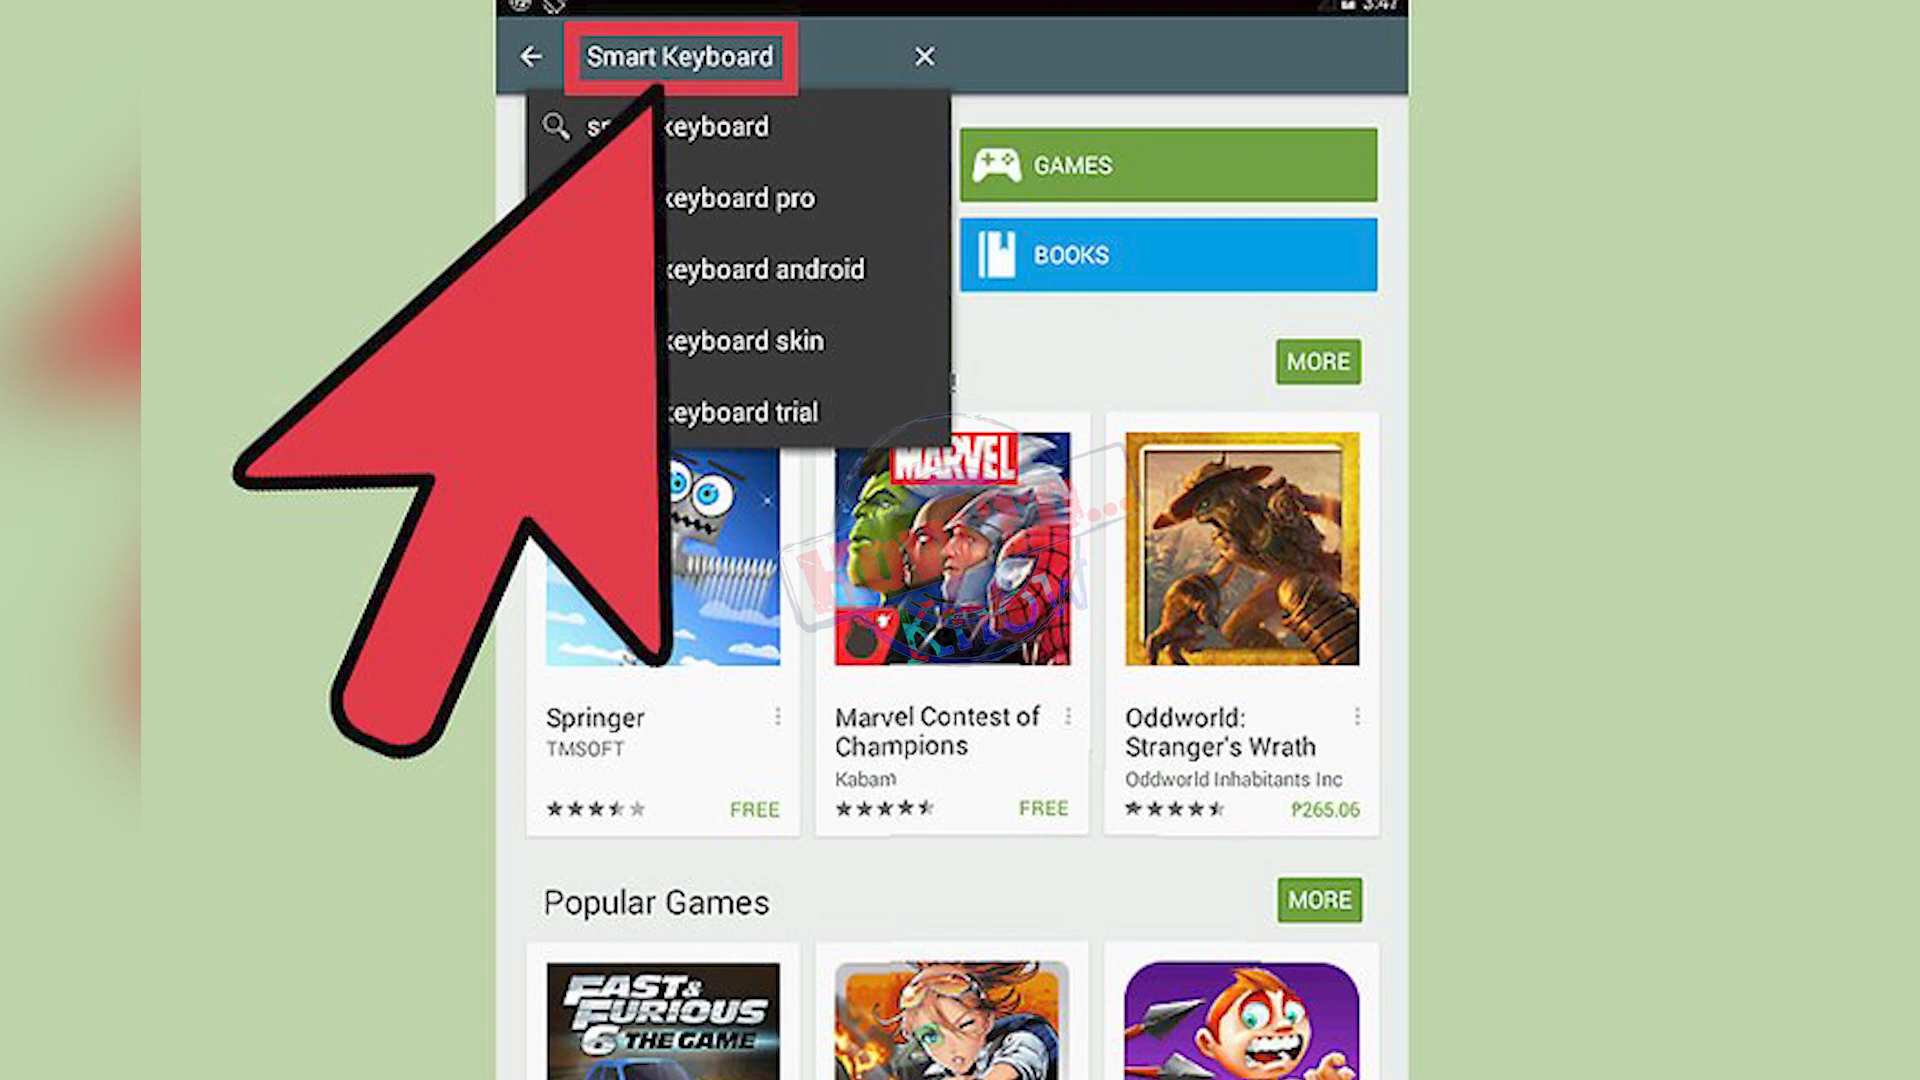 3:47
Smart Keyboard
keyboard
keyboard pro
keyboard android
keyboard skin
keyboard trial
GAMES
BOOKS
MORE
MARVEL
Springer
TMSOFT
FREE
Marvel Contest of
Champions
Kabam
FREE
Oddworld:
Stranger's Wrath
Oddworld Inhabitants Inc
₱265.06
Popular Games
MORE
FAST &
FURIOUS
6 THE GAME